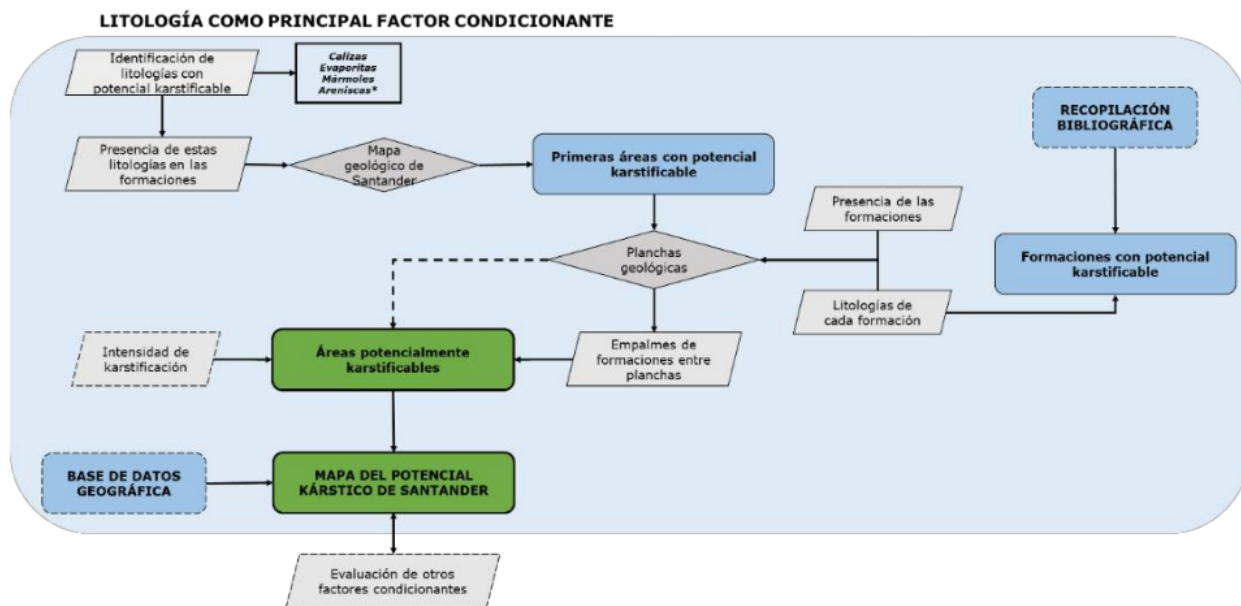 LITOLOGÍA COMO PRINCIPAL FACTOR CONDICIONANTE
Identificación de
litologías con
potencial karstificable
Calizas
Evaporitas
Mármoles
Areniscas*
RECOPILACIÓN
BIBLIOGRÁFICA
Presencia de estas
litologías en las
formaciones
Mapa
geológico de
Santander
Primeras áreas con potencial
karstificable
Presencia de las
formaciones
Planchas
geológicas
Formaciones con potencial
karstificable
Litologías de
cada formación
Intensidad de
karstificación
Áreas potencialmente
karstificables
Empalmes de
formaciones entre
planchas
BASE DE DATOS
GEOGRÁFICA
MAPA DEL POTENCIAL
KÁRSTICO DE SANTANDER
Evaluación de otros
factores condicionantes